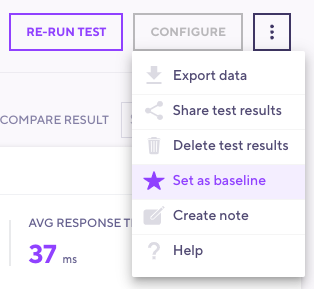 RE-RUN TEST
CONFIGURE
Export data
COMPARE RESULT
Share test results
Delete test results
Set as baseline
Create note
Help
AVG RESPONSE
37 ms